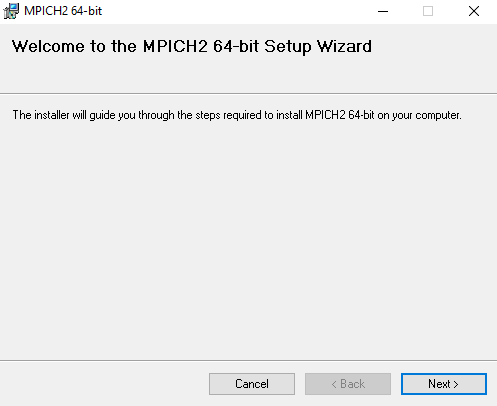 MPICH2 64-bit
Welcome to the MPICH2 64-bit Setup Wizard
The installer will guide you through the steps required to install MPICH2 64-bit on your computer.
Cancel
< Back
Next >